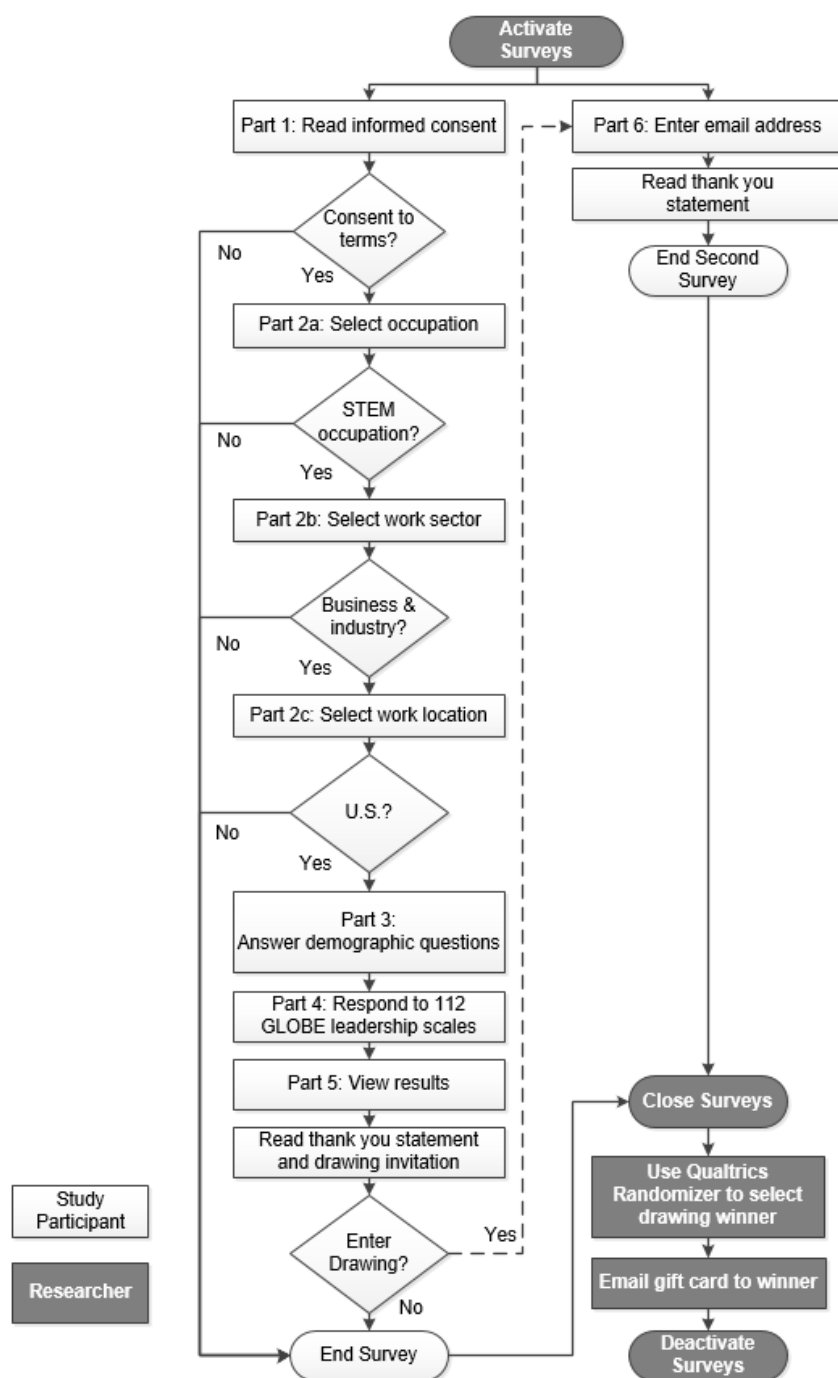 Activate
Surveys
Part 1: Read informed consent
Part 6: Enter email address
Read thank you
statement
Consent to
terms?
No
Yes
End Second
Survey
Part 2a: Select occupation
STEM
occupation?
No
Yes
Part 2b: Select work sector
Business &
industry?
No
Yes
Part 2c: Select work location
U.S.?
No
Yes
Part 3:
Answer demographic questions
Part 4: Respond to 112
GLOBE leadership scales
Part 5: View results
Close Surveys
Read thank you statement
and drawing invitation
Use Qualtrics
Randomizer to select
drawing winner
Study
Participant
Enter
Drawing?
Yes
No
Researcher
Email gift card to winner
End Survey
Deactivate
Surveys